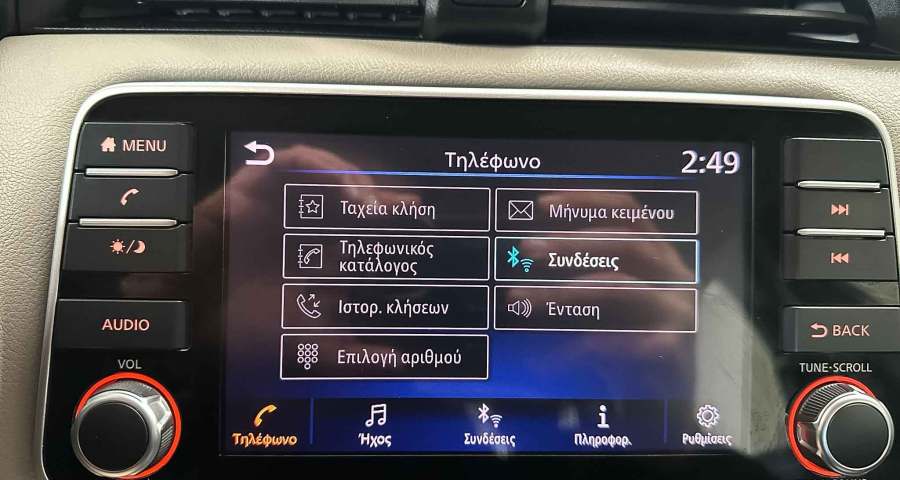 MENU
AUDIO
VOL
Τηλέφωνο
2:49
Ταχεία κλήση
Μήνυμα κειμένου
Τηλεφωνικός
κατάλογος
Συνδέσεις
Ιστορ. κλήσεων
Ένταση
Επιλογή αριθμού
Τηλέφωνο
Ήχος
Συνδέσεις
Πληροφορ.
Ρυθμίσεις
BACK
TUNE·SCROLL